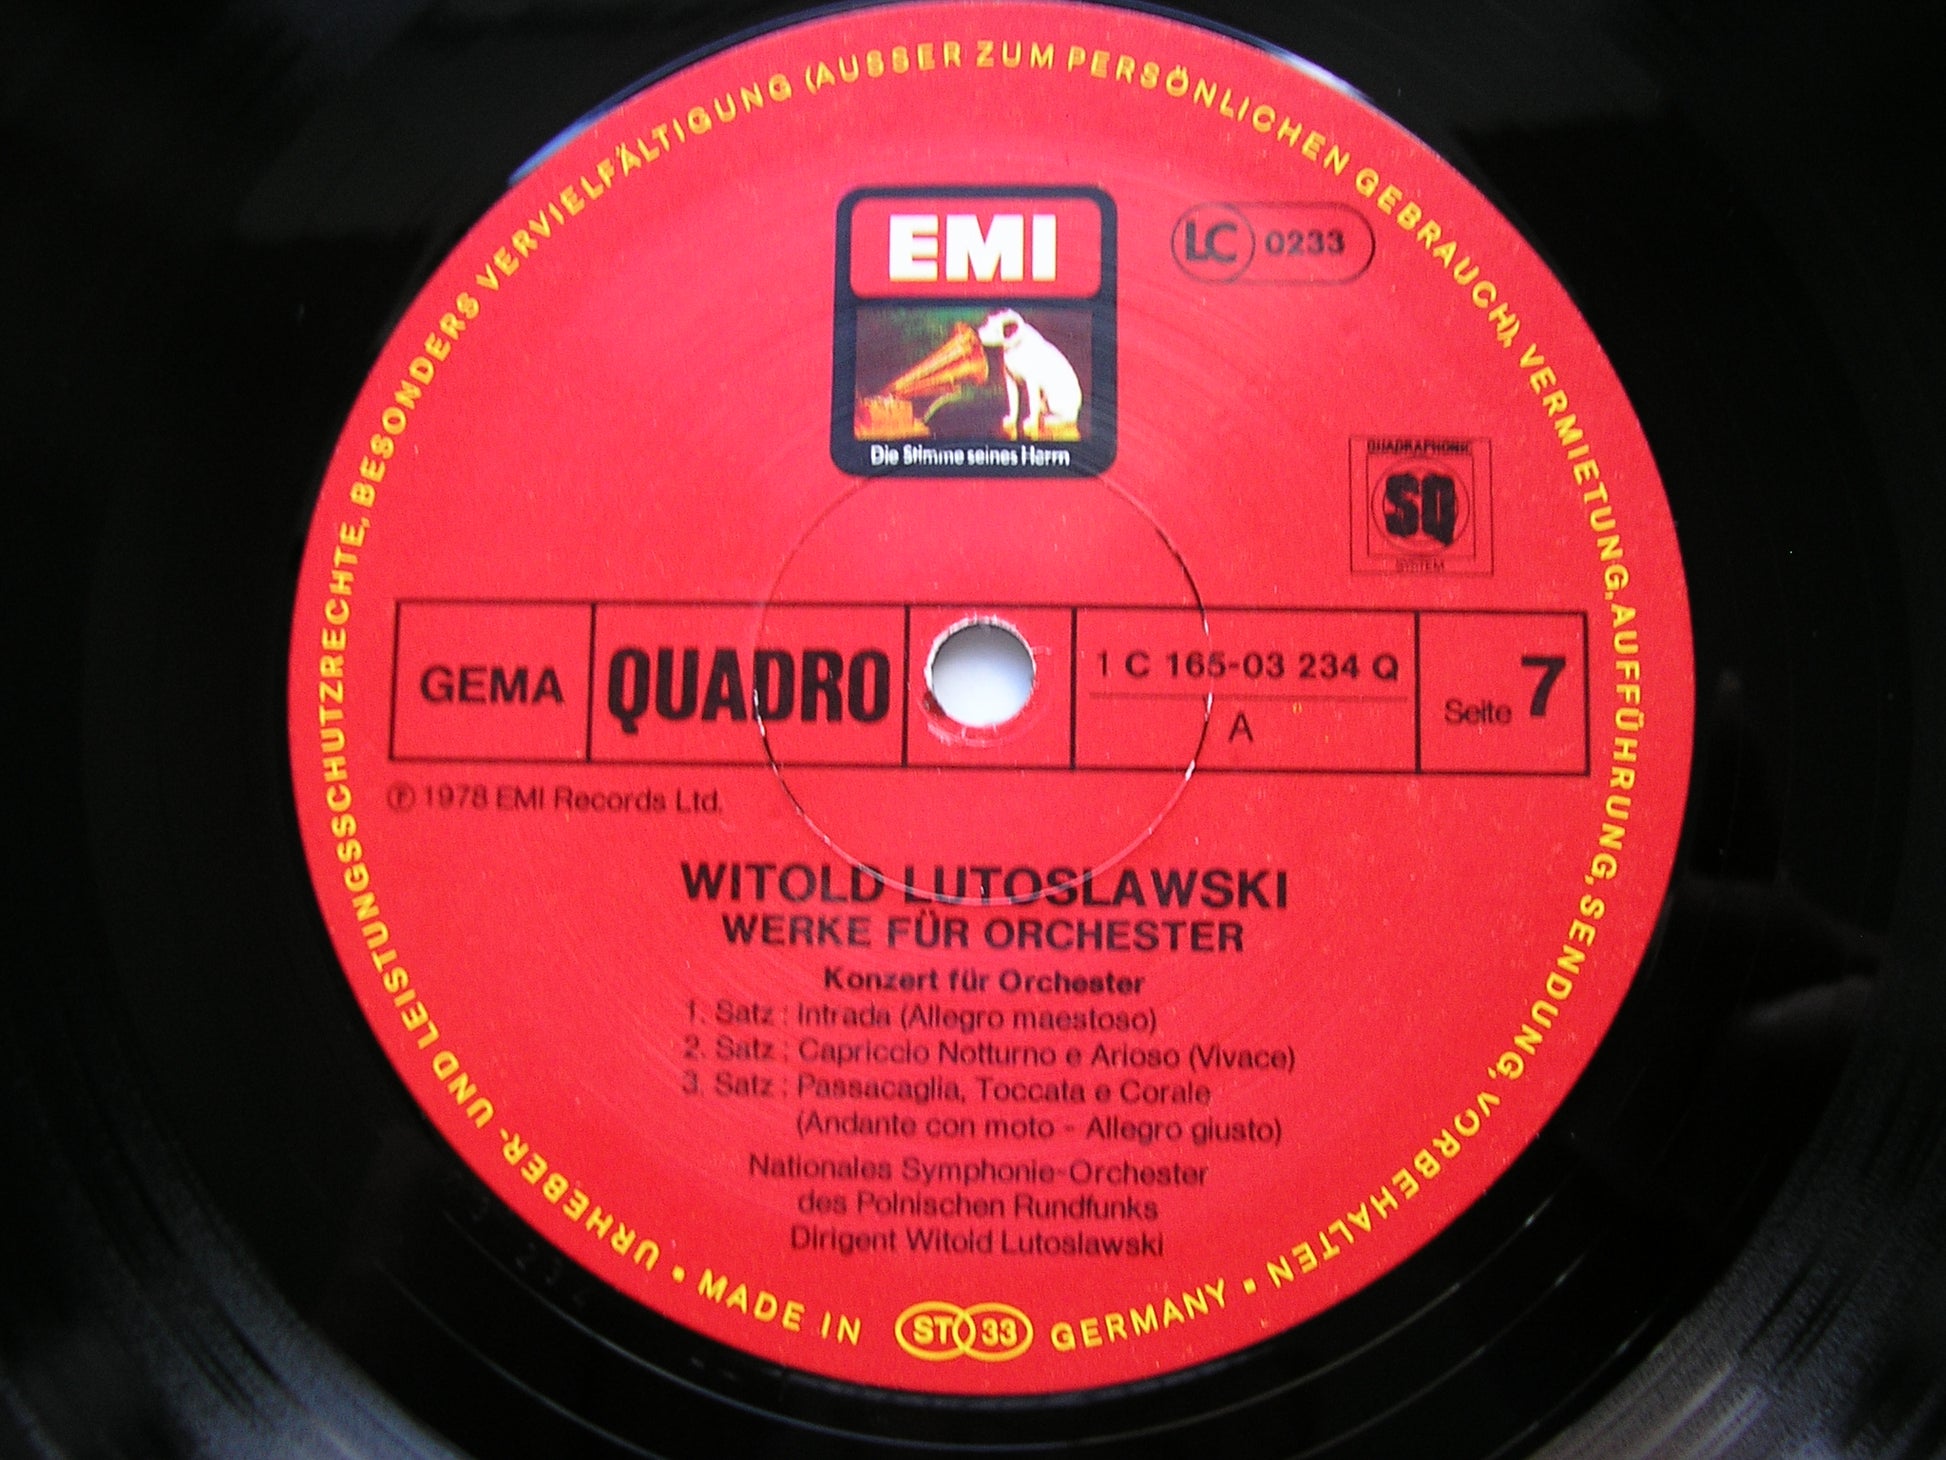 URHEBER- UND LEISTUNGSSCHUTZRECHTE, BESONDERS VERVIELFÄLTIGUNG (AUSSER ZUM PERSÖNLICHEN GEBRAUCH), VERMIETUNG, AUFFÜHRUNG, SENDUNG, VORBEHALTEN
EMI
LC 0233
Die Stimme seines Herrn
QUADRAPHONIC
SQ
SYSTEM
GEMA
QUADRO
1 C 165-03 234 Q
A
Seite 7
℗ 1978 EMI Records Ltd.
WITOLD LUTOSLAWSKI
WERKE FÜR ORCHESTER
Konzert für Orchester
1. Satz : Intrada (Allegro maestoso)
2. Satz : Capriccio Notturno e Arioso (Vivace)
3. Satz : Passacaglia, Toccata e Corale
(Andante con moto - Allegro giusto)
Nationales Symphonie-Orchester
des Polnischen Rundfunks
Dirigent Witold Lutoslawski
• MADE IN ST 33 GERMANY •